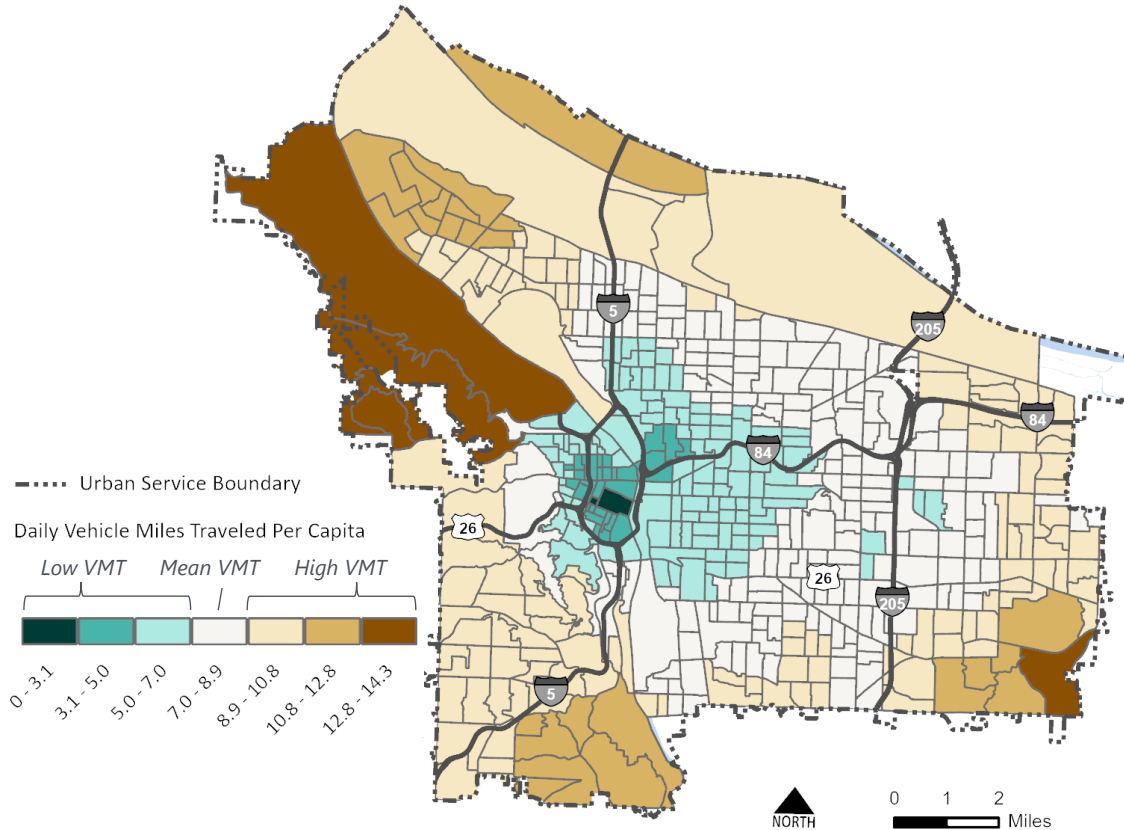 5
205
84
84
Urban Service Boundary
Daily Vehicle Miles Traveled Per Capita
26
Low VMT Mean VMT High VMT
26
205
0 - 3.1
3.1 - 5.0
5.0 - 7.0
7.0 - 8.9
8.9 - 10.8
10.8 - 12.8
12.8 - 14.3
5
0 1 2
Miles
NORTH